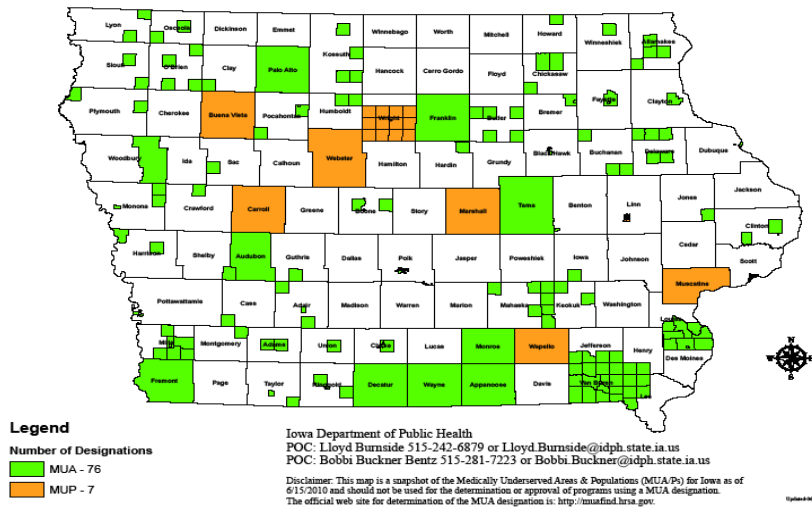 Lyon Osceola Dickinson Emmet Winnebago Worth Mitchell Howard Winneshiek Allamakee
Kossuth
Sioux O'Brien Clay Palo Alto Hancock Cerro Gordo Floyd Chickasaw
Plymouth Cherokee Buena Vista Pocahontas Humboldt Wright Franklin Butler Bremer Fayette Clayton
Woodbury Ida Sac Calhoun Webster Hamilton Hardin Grundy Black Hawk Buchanan Delaware Dubuque
Monona Crawford Carroll Greene Boone Story Marshall Tama Benton Linn Jones Jackson
Clinton
Harrison Shelby Audubon Guthrie Dallas Polk Jasper Poweshiek Iowa Johnson Cedar Scott
Muscatine
Pottawattamie Cass Adair Madison Warren Marion Mahaska Keokuk Washington
Louisa
Mills Montgomery Adams Union Clarke Lucas Monroe Wapello Jefferson Henry Des Moines
Fremont Page Taylor Ringgold Decatur Wayne Appanoose Davis Van Buren Lee
N
W E
S
Legend
Number of Designations
MUA - 76
MUP - 7
Iowa Department of Public Health
POC: Lloyd Burnside 515-242-6879 or Lloyd.Burnside@idph.state.ia.us
POC: Bobbi Buckner Bentz 515-281-7223 or Bobbi.Buckner@idph.state.ia.us
Disclaimer: This map is a snapshot of the Medically Underserved Areas & Populations (MUA/Ps) for Iowa as of
6/15/2010 and should not be used for the determination or approval of programs using a MUA designation.
The official web site for determination of the MUA designation is: http://muafind.hrsa.gov.